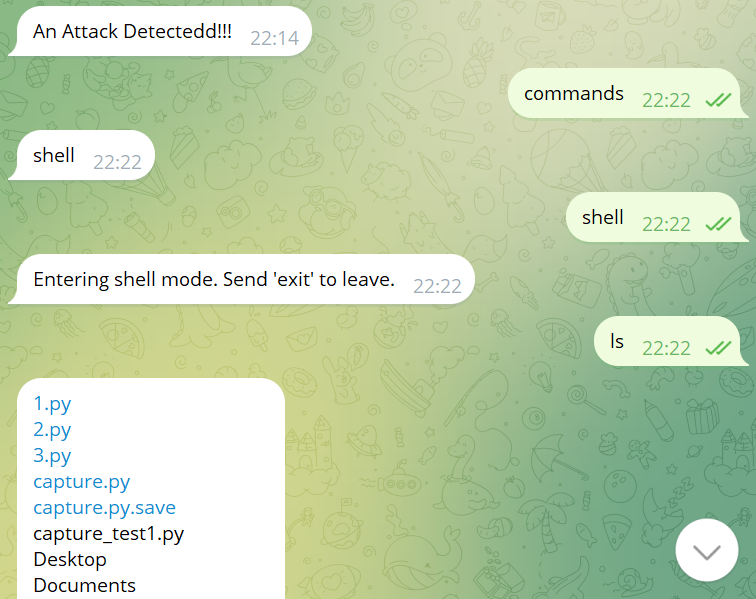 An Attack Detectedd!!! 22:14
commands 22:22
shell 22:22
shell 22:22
Entering shell mode. Send 'exit' to leave. 22:22
ls 22:22
1.py
2.py
3.py
capture.py
capture.py.save
capture_test1.py
Desktop
Documents